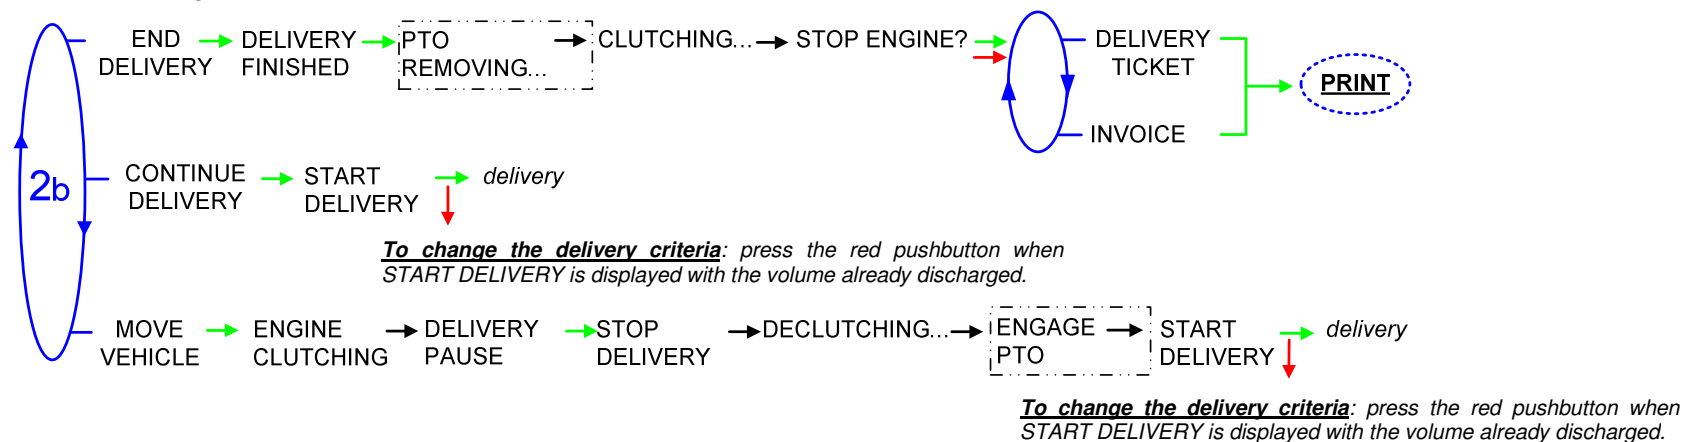 END DELIVERY
DELIVERY FINISHED
PTO REMOVING...
CLUTCHING...
STOP ENGINE?
DELIVERY TICKET
PRINT
INVOICE
2b
CONTINUE DELIVERY
START DELIVERY
delivery
To change the delivery criteria: press the red pushbutton when
START DELIVERY is displayed with the volume already discharged.
MOVE VEHICLE
ENGINE CLUTCHING
DELIVERY PAUSE
STOP DELIVERY
DECLUTCHING...
ENGAGE PTO
START DELIVERY
delivery
To change the delivery criteria: press the red pushbutton when
START DELIVERY is displayed with the volume already discharged.